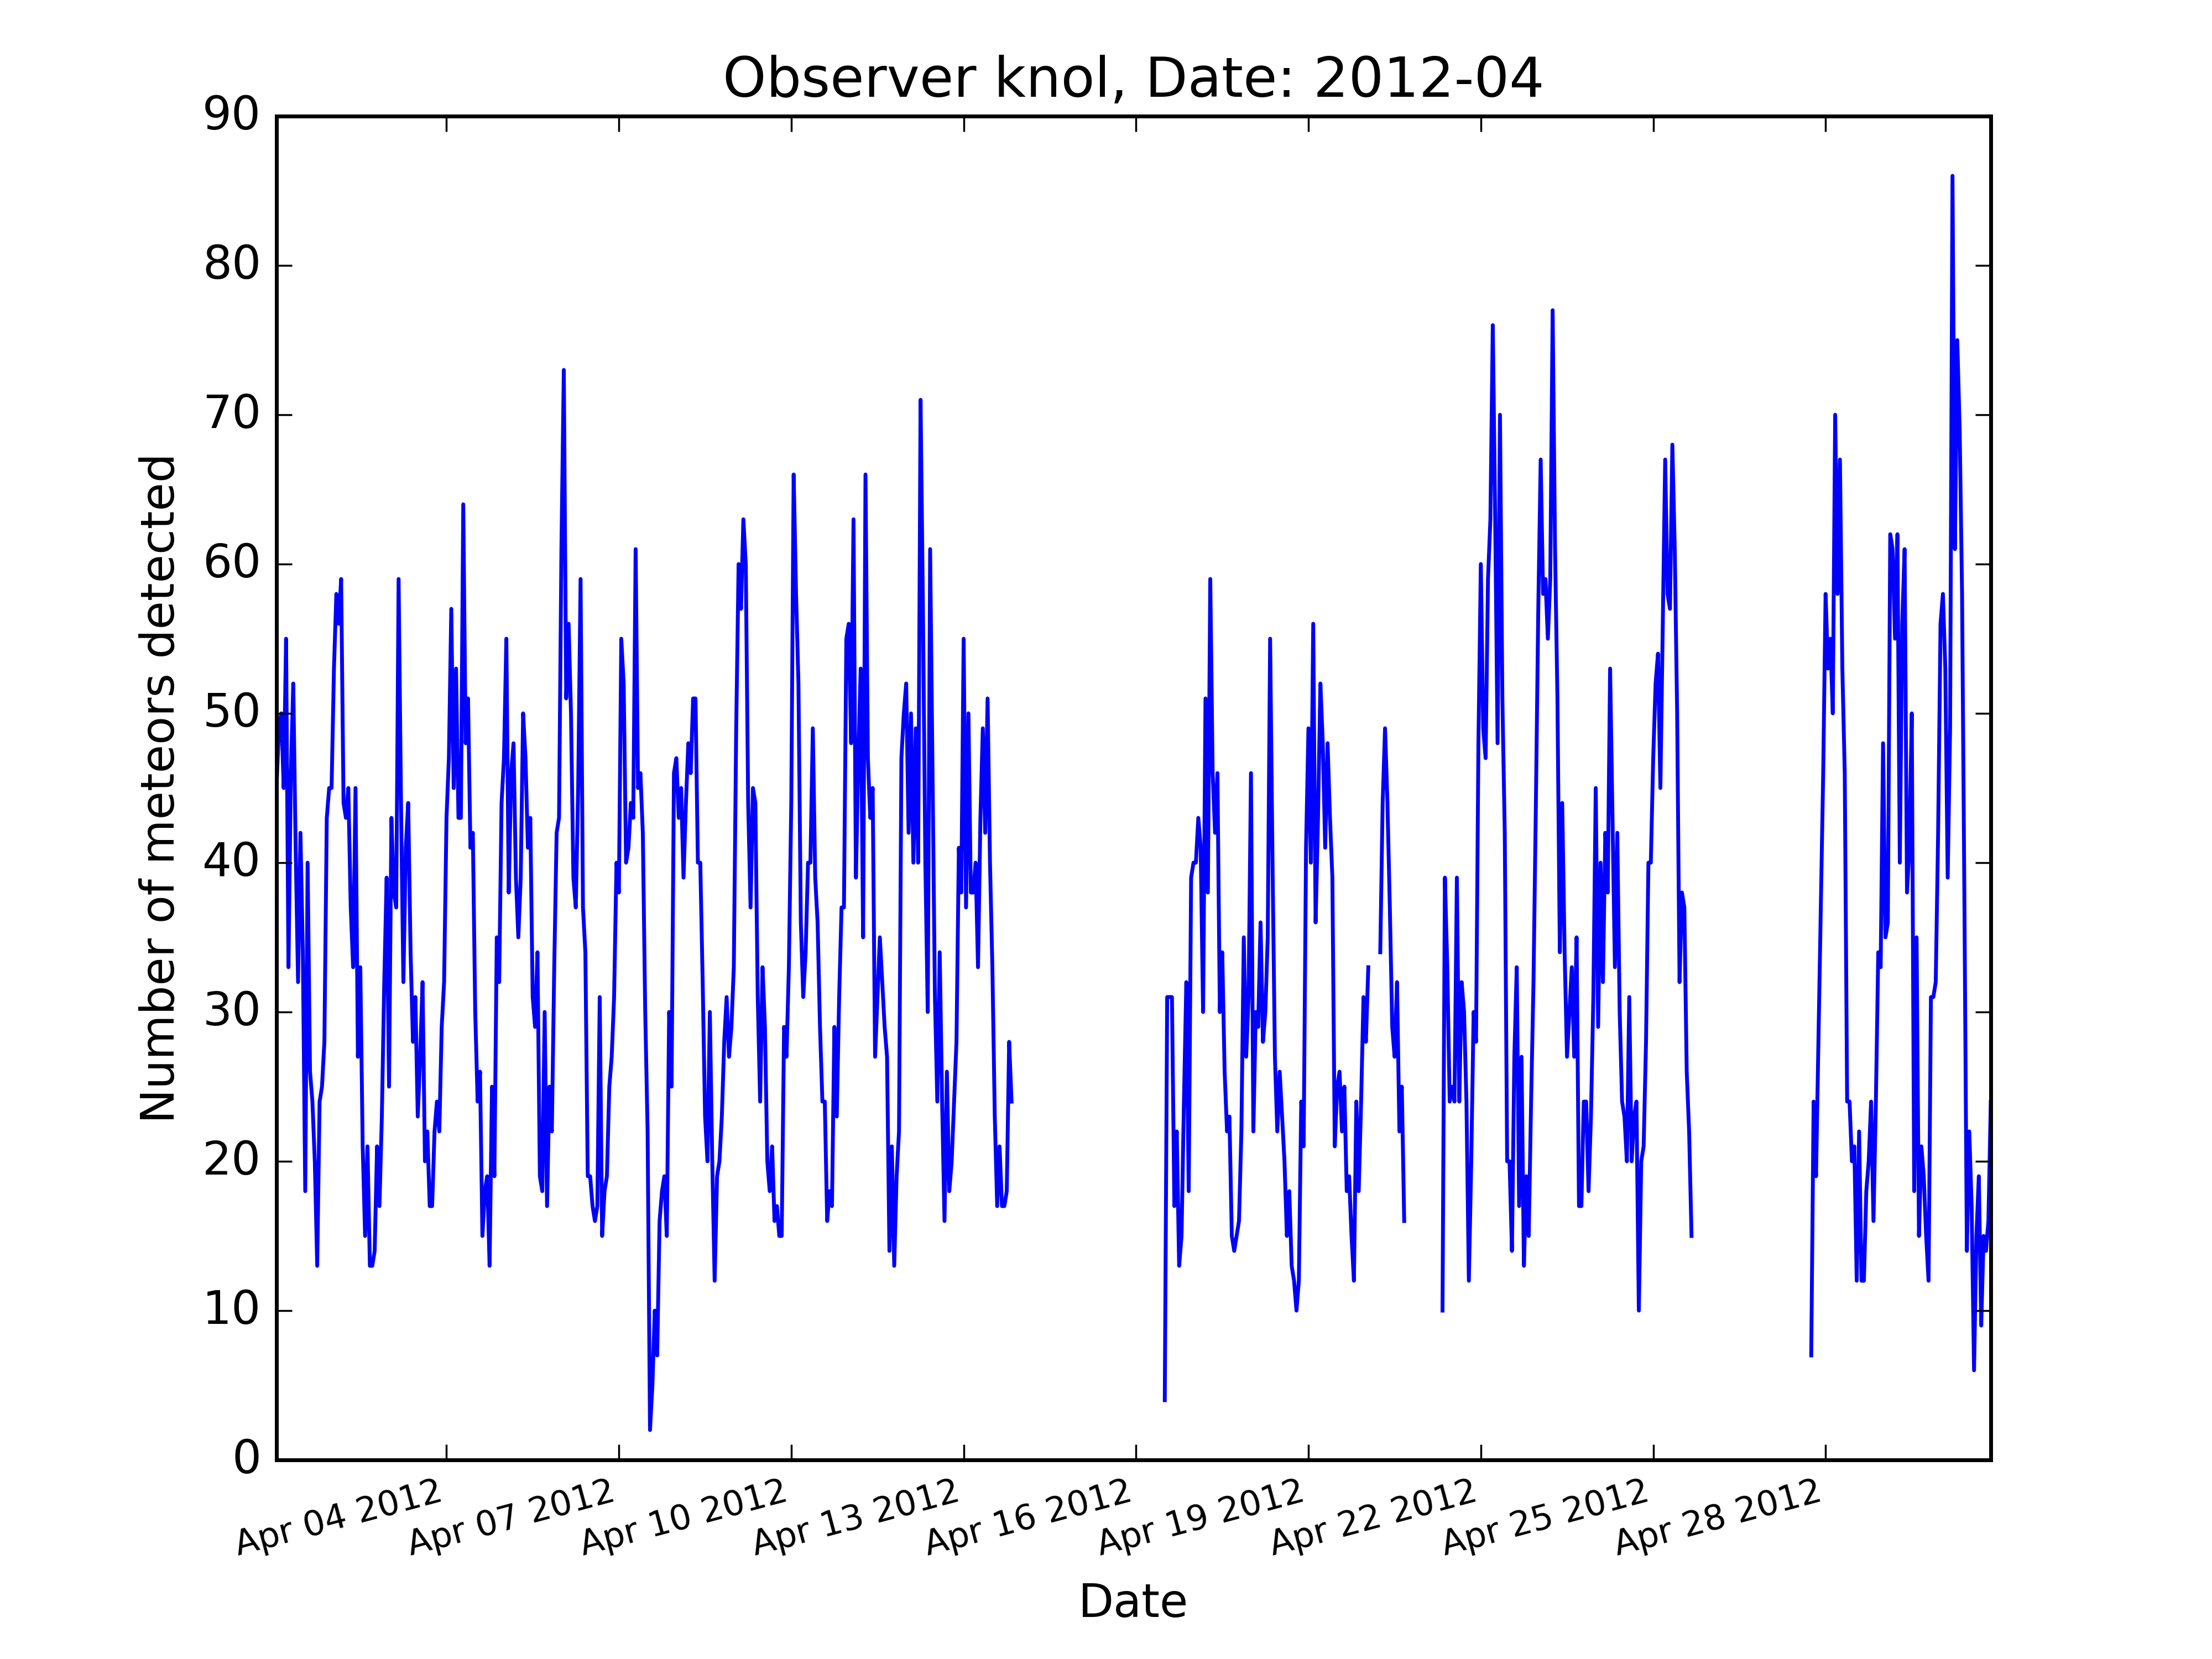 Observer knol, Date: 2012-04
90
80
70
60
50
40
30
20
10
0
Number of meteors detected
Apr 04 2012
Apr 07 2012
Apr 10 2012
Apr 13 2012
Apr 16 2012
Apr 19 2012
Apr 22 2012
Apr 25 2012
Apr 28 2012
Date